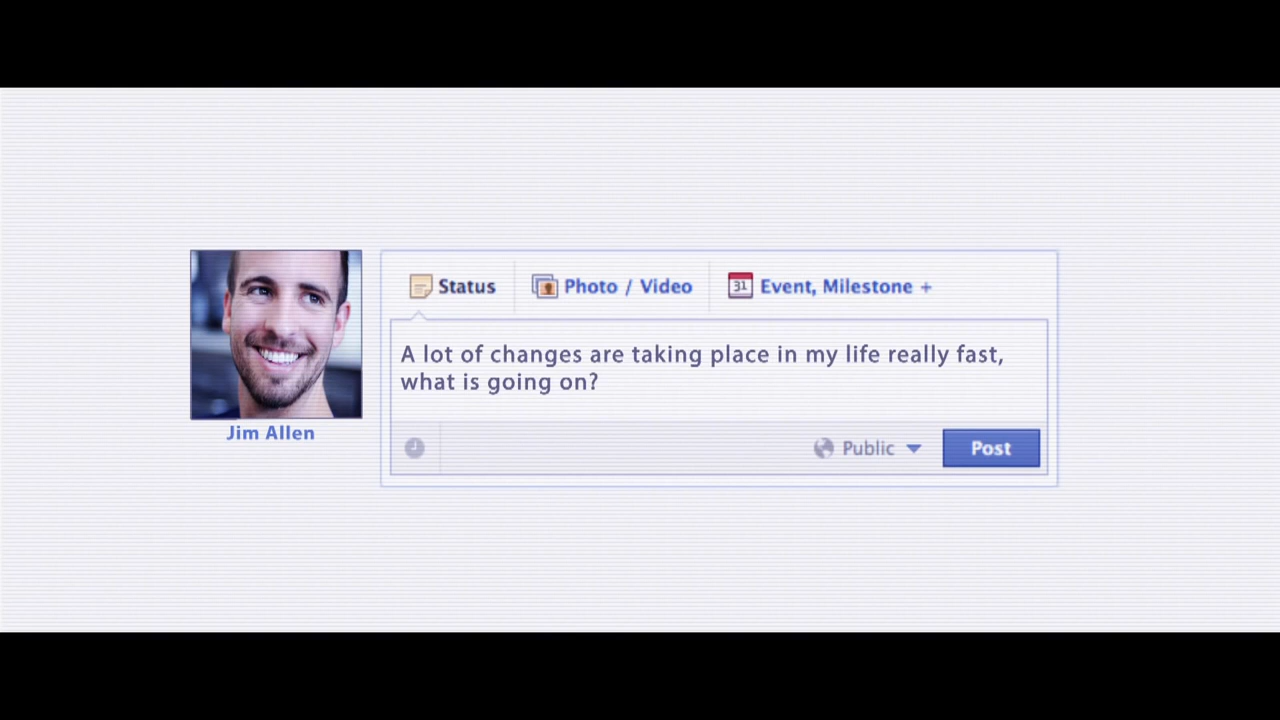 Status
Photo / Video
31
Event, Milestone +
A lot of changes are taking place in my life really fast,
what is going on?
Jim Allen
Public
Post